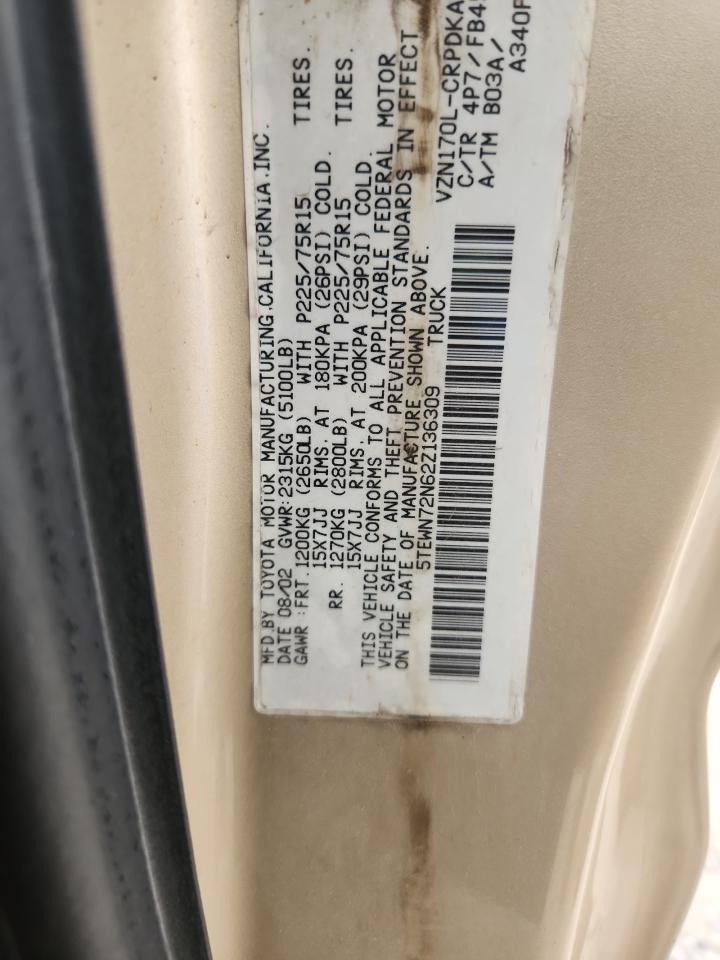 MFD.BY TOYOTA MOTOR MANUFACTURING.CALIFORNIA.INC.
DATE 08/02 GVWR:2315KG (5100LB)
GAWR :FRT.1200KG (2650LB) WITH P225/75R15 TIRES.
15X7JJ RIMS. AT 180KPA (26PSI) COLD.
RR. 1270KG (2800LB) WITH P225/75R15 TIRES.
15X7JJ RIMS. AT 200KPA (29PSI) COLD.
THIS VEHICLE CONFORMS TO ALL APPLICABLE FEDERAL MOTOR
VEHICLE SAFETY AND THEFT PREVENTION STANDARDS IN EFFECT
ON THE DATE OF MANUFACTURE SHOWN ABOVE.
5TEWN72N62Z136309 TRUCK
VZN170L-CRPDKA
C/TR 4P7/FB4
A/TM B03A/
A340F